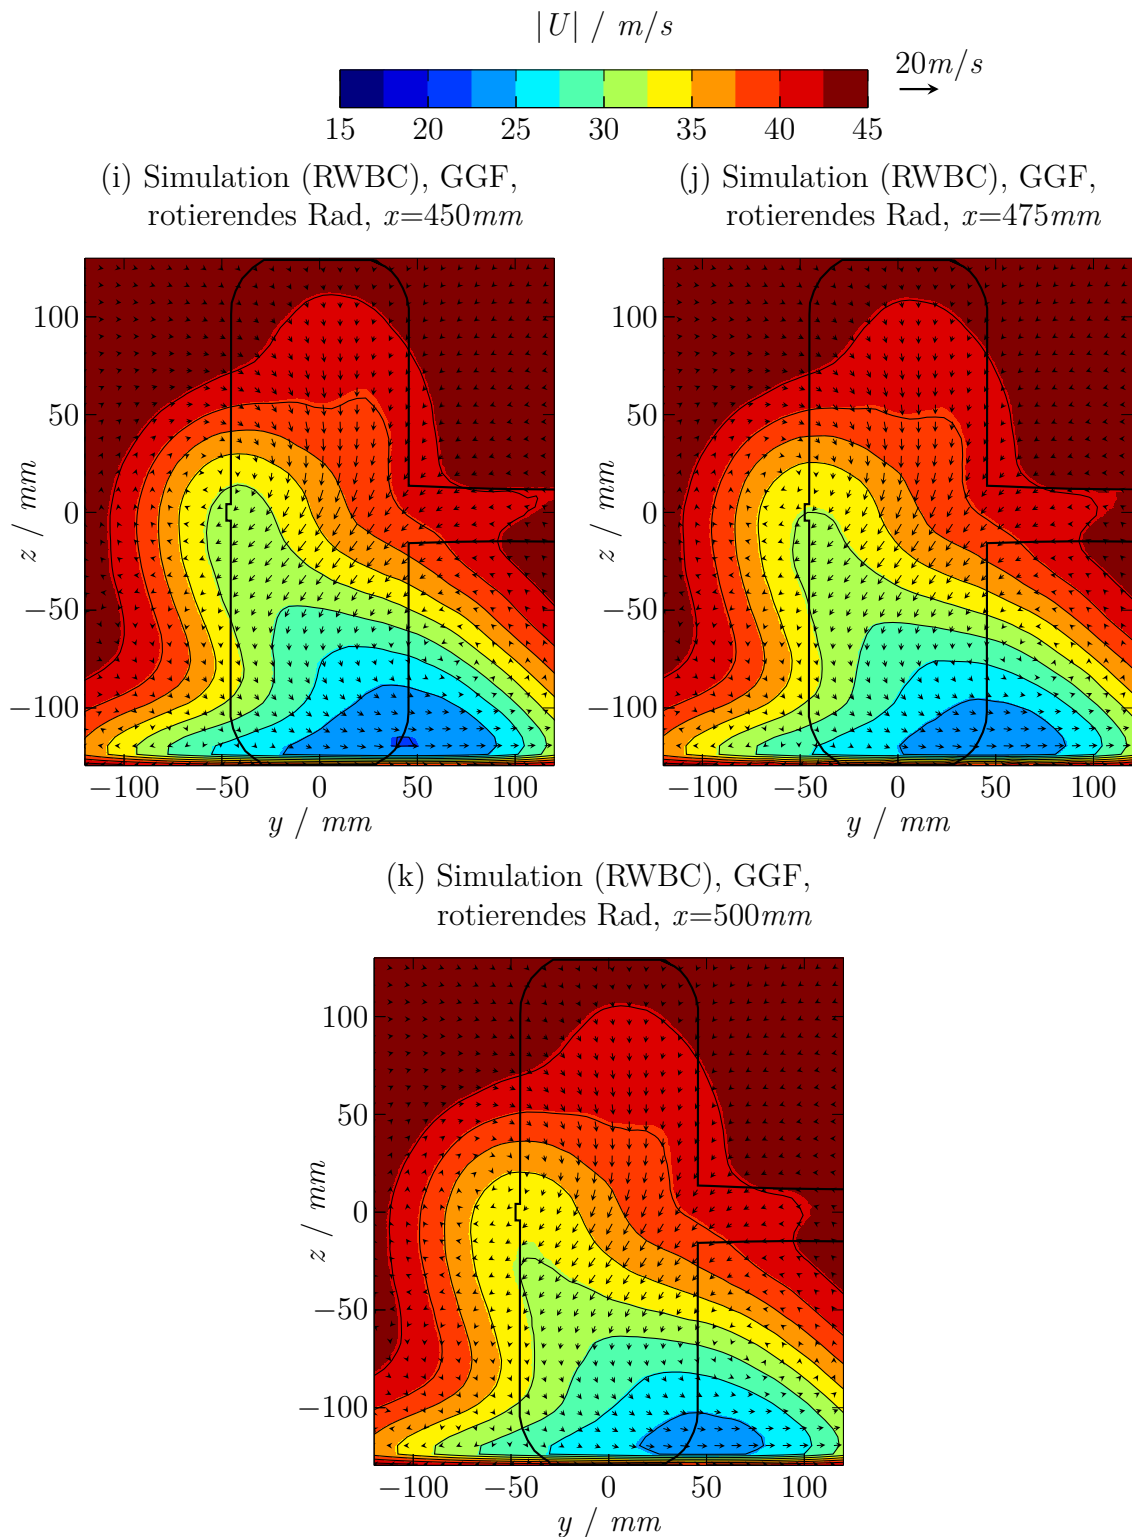 |U| / m/s
20m/s
15 20 25 30 35 40 45
(i) Simulation (RWBC), GGF,
rotierendes Rad, x=450mm
(j) Simulation (RWBC), GGF,
rotierendes Rad, x=475mm
100
50
0
−50
−100
z / mm
−100 −50 0 50 100
y / mm
100
50
0
−50
−100
z / mm
−100 −50 0 50 100
y / mm
(k) Simulation (RWBC), GGF,
rotierendes Rad, x=500mm
100
50
0
−50
−100
z / mm
−100 −50 0 50 100
y / mm